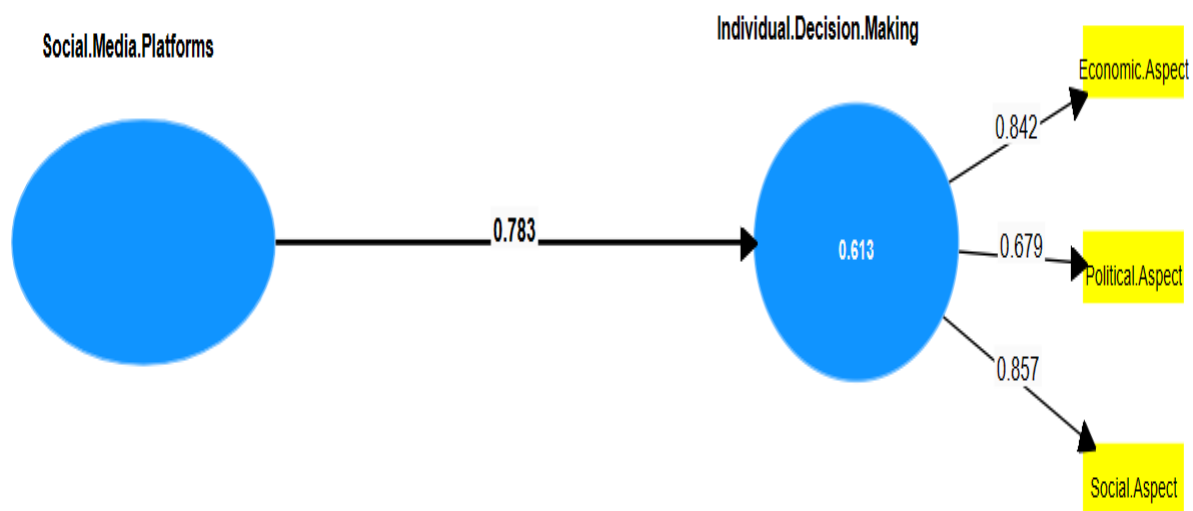 Social.Media.Platforms
Individual.Decision.Making
Economic.Aspect
0.842
0.783
0.613
0.679
Political.Aspect
0.857
Social.Aspect